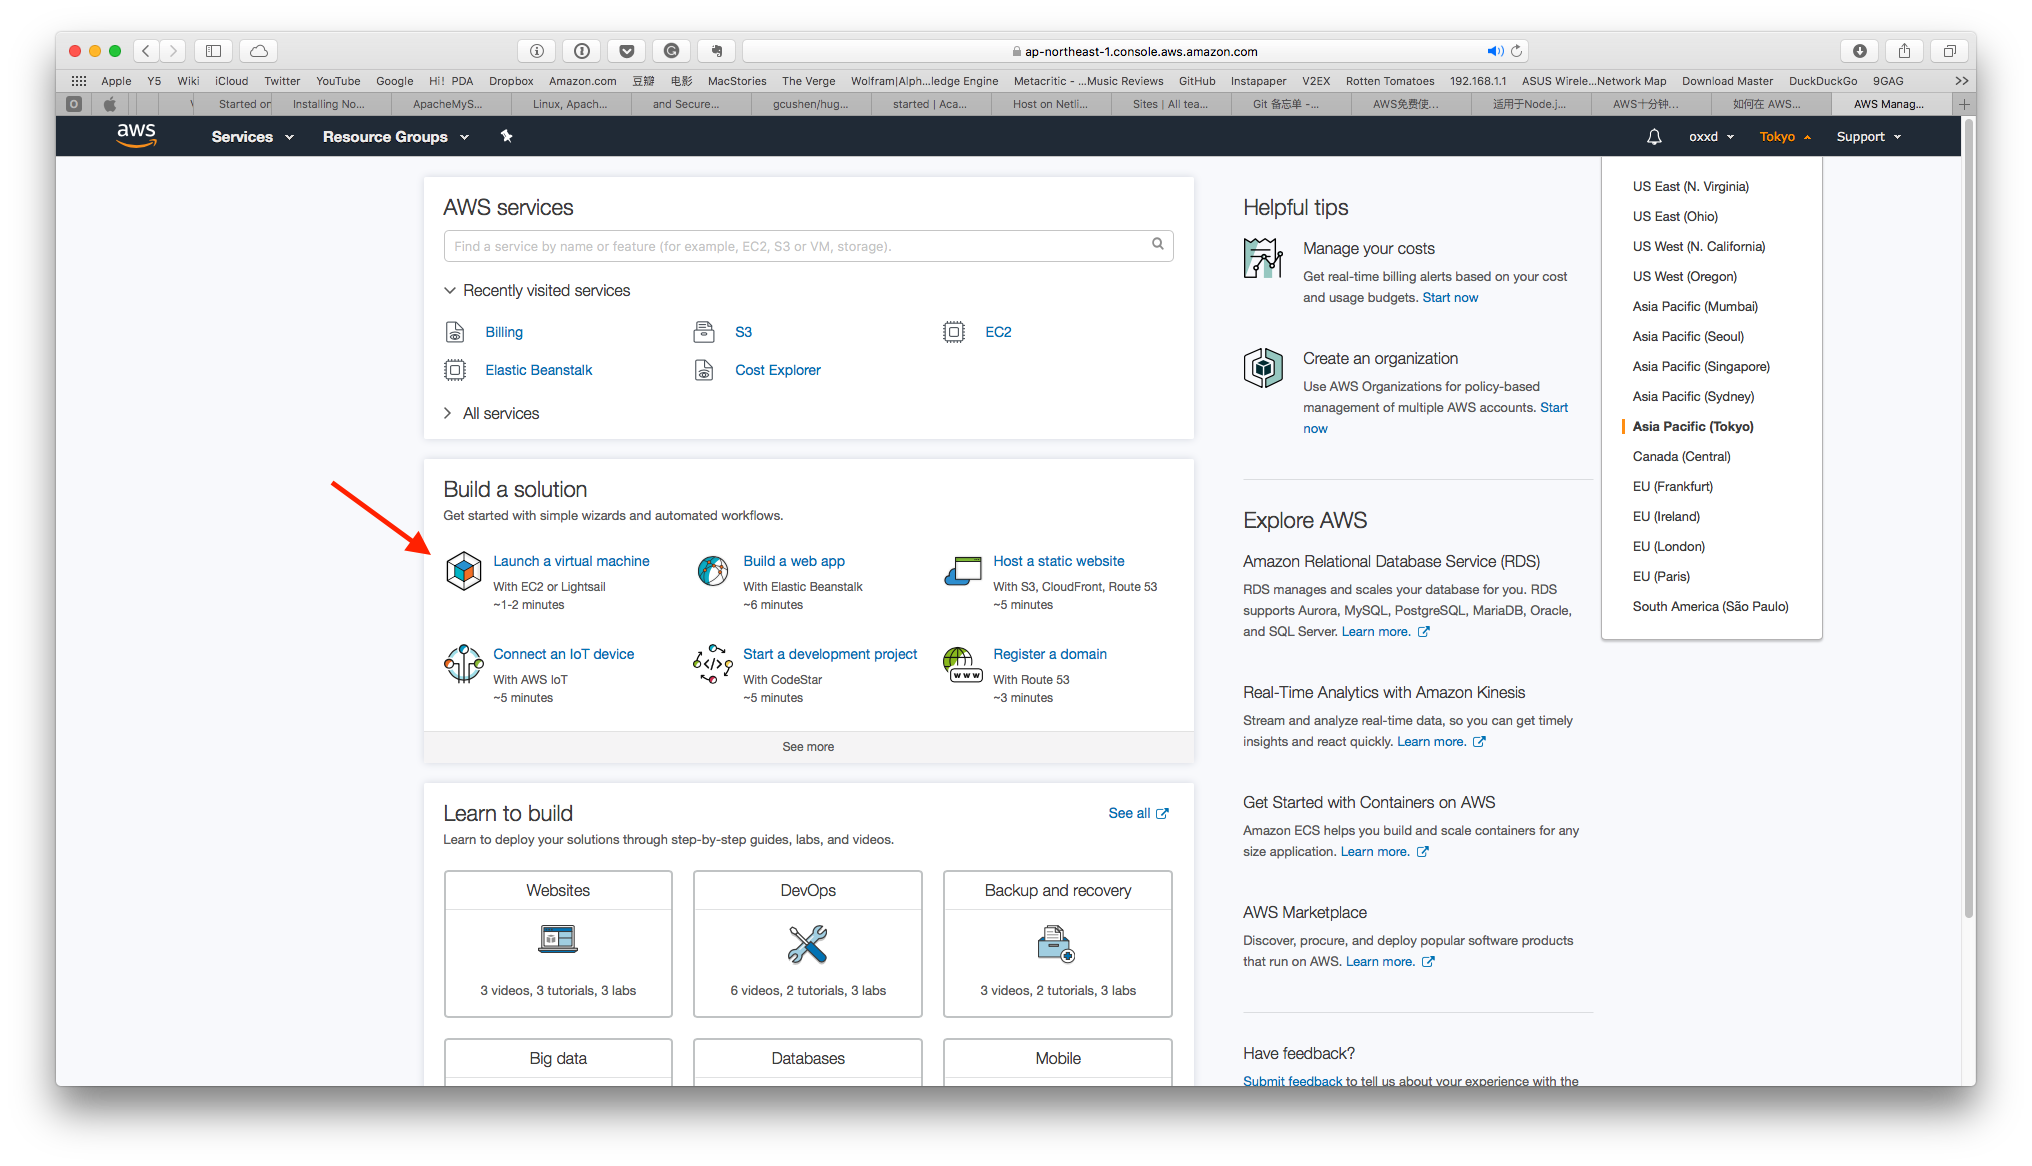 ap-northeast-1.console.aws.amazon.com
Apple Y5 Wiki iCloud Twitter YouTube Google Hi! PDA Dropbox Amazon.com 豆瓣 电影 MacStories The Verge Wolfram|Alph...ledge Engine Metacritic - ...Music Reviews GitHub Instapaper V2EX Rotten Tomatoes 192.168.1.1 ASUS Wirele...Network Map Download Master DuckDuckGo 9GAG
Started on Installing No... ApacheMyS... Linux, Apach... and Secure... gcushen/hug... started | Aca... Host on Netli... Sites | All tea... Git 备忘单 -... AWS免费使... 适用于Node.j... AWS十分钟... 如何在 AWS... AWS Manag...
aws Services Resource Groups oxxd Tokyo Support
AWS services
Find a service by name or feature (for example, EC2, S3 or VM, storage).
Recently visited services
Billing S3 EC2
Elastic Beanstalk Cost Explorer
All services
Build a solution
Get started with simple wizards and automated workflows.
Launch a virtual machine
With EC2 or Lightsail
~1-2 minutes
Build a web app
With Elastic Beanstalk
~6 minutes
Host a static website
With S3, CloudFront, Route 53
~5 minutes
Connect an IoT device
With AWS IoT
~5 minutes
Start a development project
With CodeStar
~5 minutes
Register a domain
With Route 53
~3 minutes
See more
Learn to build
See all
Learn to deploy your solutions through step-by-step guides, labs, and videos.
Websites
3 videos, 3 tutorials, 3 labs
DevOps
6 videos, 2 tutorials, 3 labs
Backup and recovery
3 videos, 2 tutorials, 3 labs
Big data
Databases
Mobile
Helpful tips
Manage your costs
Get real-time billing alerts based on your cost
and usage budgets. Start now
Create an organization
Use AWS Organizations for policy-based
management of multiple AWS accounts. Start
now
Explore AWS
Amazon Relational Database Service (RDS)
RDS manages and scales your database for you. RDS
supports Aurora, MySQL, PostgreSQL, MariaDB, Oracle,
and SQL Server. Learn more.
Real-Time Analytics with Amazon Kinesis
Stream and analyze real-time data, so you can get timely
insights and react quickly. Learn more.
Get Started with Containers on AWS
Amazon ECS helps you build and scale containers for any
size application. Learn more.
AWS Marketplace
Discover, procure, and deploy popular software products
that run on AWS. Learn more.
Have feedback?
Submit feedback to tell us about your experience with the
US East (N. Virginia)
US East (Ohio)
US West (N. California)
US West (Oregon)
Asia Pacific (Mumbai)
Asia Pacific (Seoul)
Asia Pacific (Singapore)
Asia Pacific (Sydney)
Asia Pacific (Tokyo)
Canada (Central)
EU (Frankfurt)
EU (Ireland)
EU (London)
EU (Paris)
South America (São Paulo)